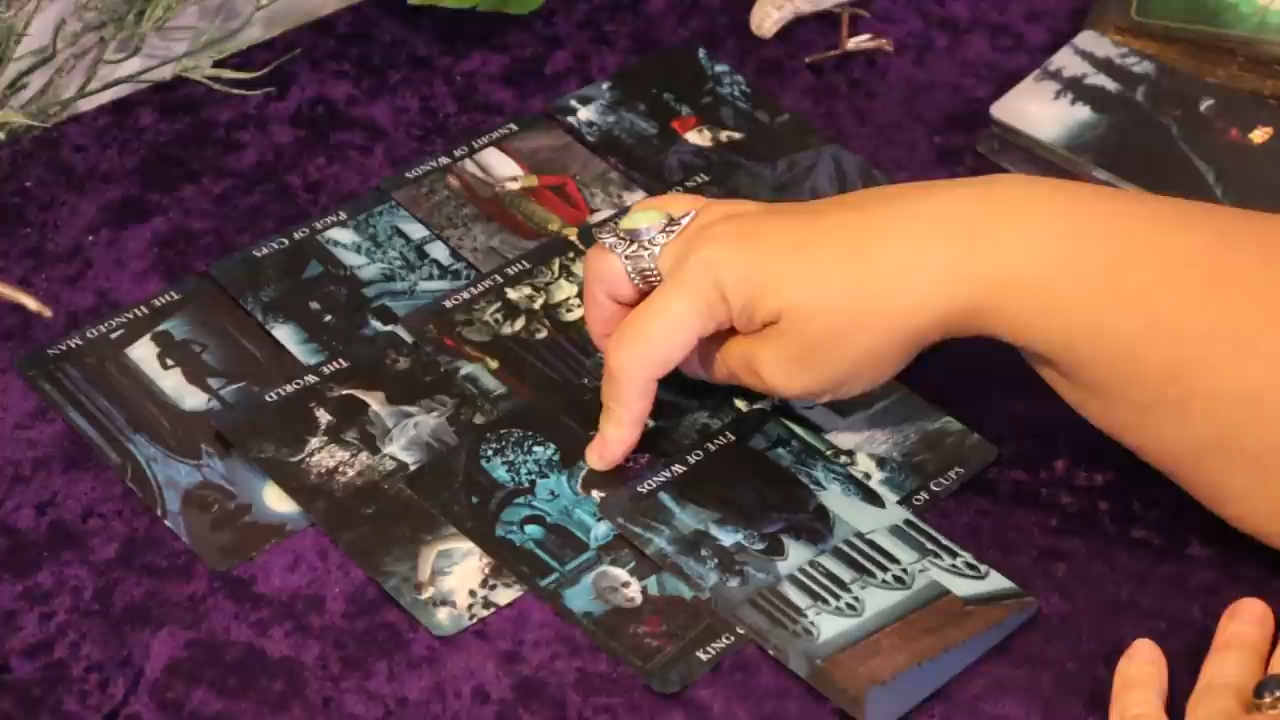 KNIGHT OF WANDS
TEN O
PAGE OF CUPS
THE EMPEROR
THE HANGED MAN
THE WORLD
FIVE OF WANDS
OF CUPS
KING